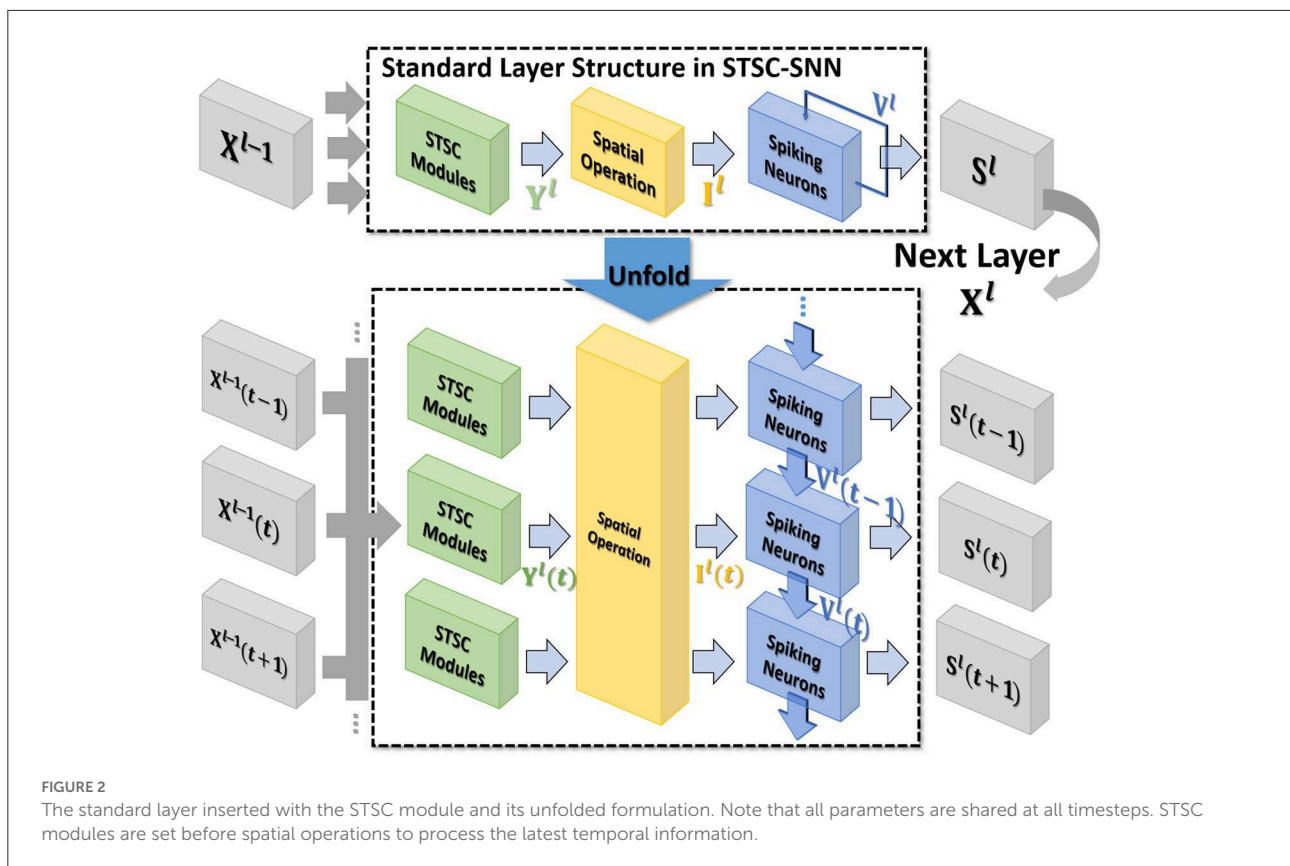 Standard Layer Structure in STSC-SNN
X^{l−1}
STSC
Modules
Y^l
Spatial
Operation
I^l
Spiking
Neurons
V^l
S^l
Next Layer
X^l
Unfold
X^{l−1}(t−1)
STSC
Modules
Spiking
Neurons
S^l(t−1)
V^l(t−1)
X^{l−1}(t)
STSC
Modules
Y^l(t)
Spatial
Operation
I^l(t)
Spiking
Neurons
S^l(t)
V^l(t)
X^{l−1}(t+1)
STSC
Modules
Spiking
Neurons
S^l(t+1)
FIGURE 2
The standard layer inserted with the STSC module and its unfolded formulation. Note that all parameters are shared at all timesteps. STSC
modules are set before spatial operations to process the latest temporal information.